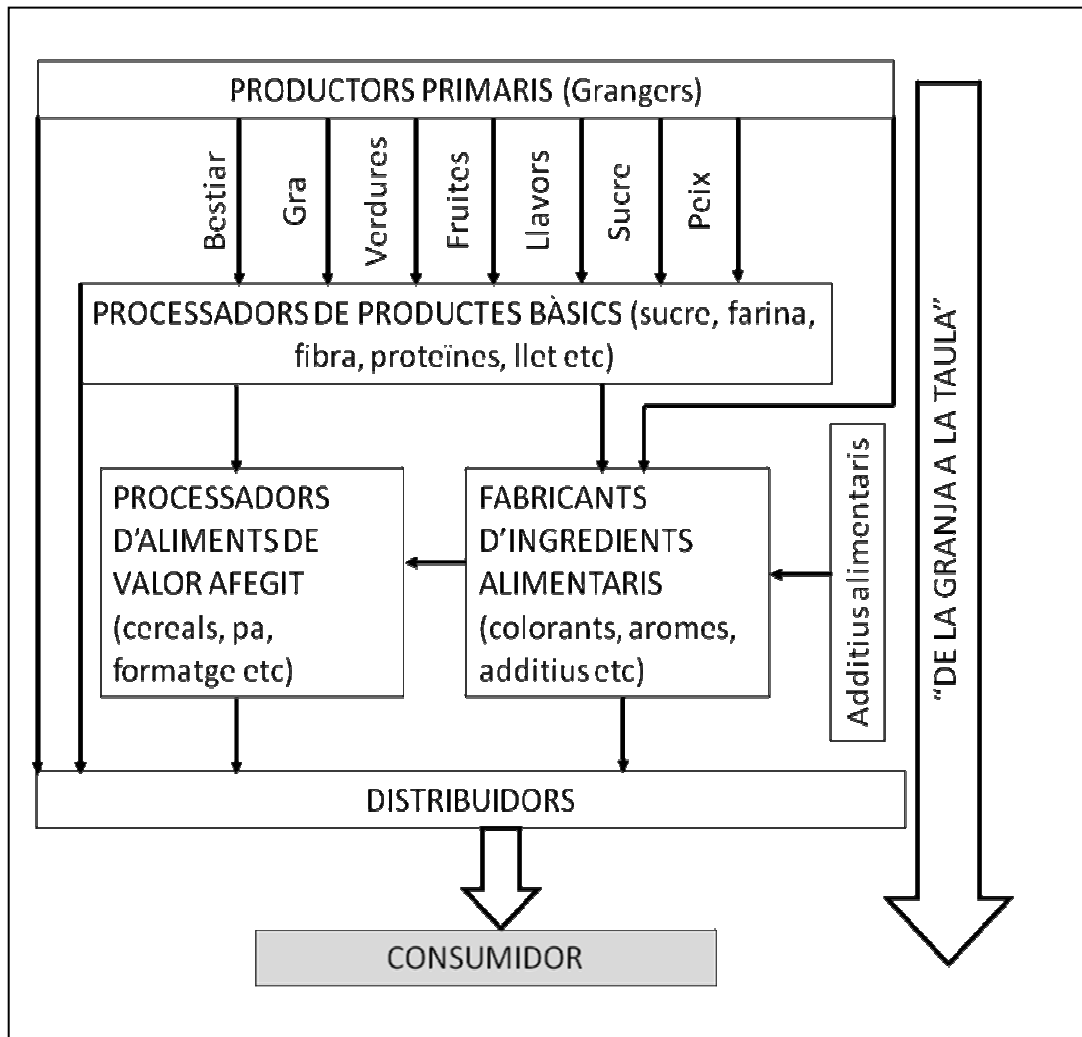 PRODUCTORS PRIMARIS (Grangers)
Bestiar
Gra
Verdures
Fruites
Llavors
Sucre
Peix
PROCESSADORS DE PRODUCTES BÀSICS (sucre, farina,
fibra, proteïnes, llet etc)
PROCESSADORS
D'ALIMENTS DE
VALOR AFEGIT
(cereals, pa,
formatge etc)
FABRICANTS
D'INGREDIENTS
ALIMENTARIS
(colorants, aromes,
additius etc)
Additius alimentaris
"DE LA GRANJA A LA TAULA"
DISTRIBUIDORS
CONSUMIDOR